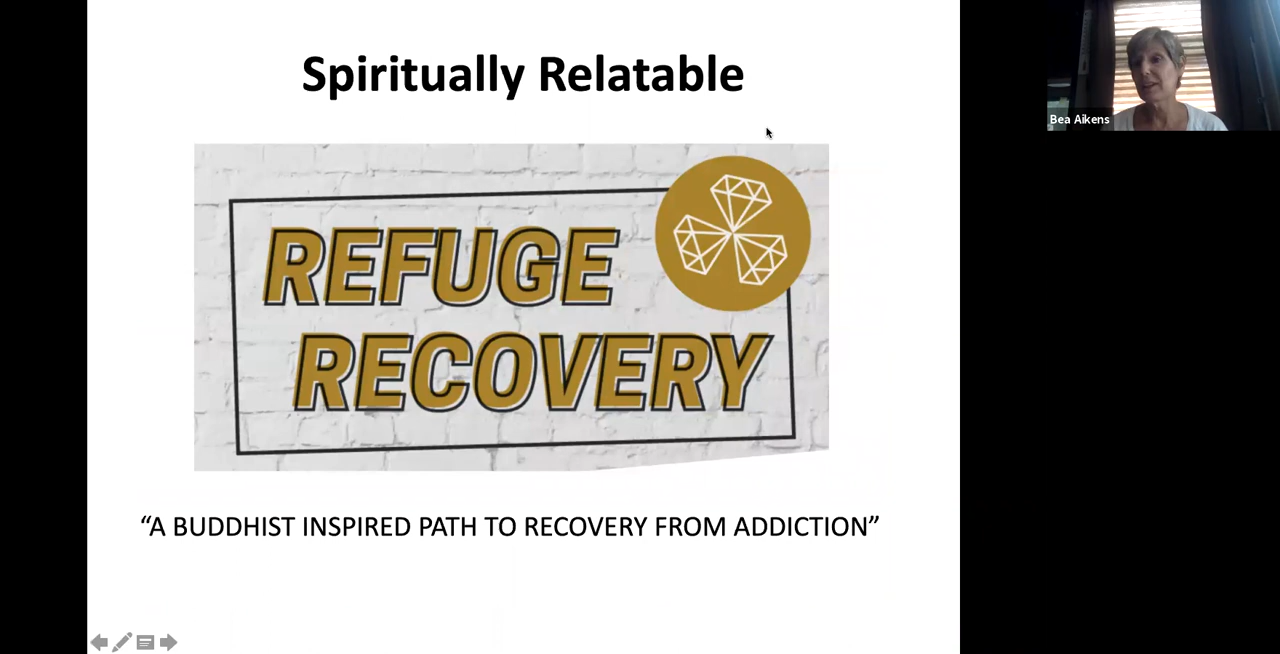 Spiritually Relatable
REFUGE
RECOVERY
“A BUDDHIST INSPIRED PATH TO RECOVERY FROM ADDICTION”
Bea Aikens